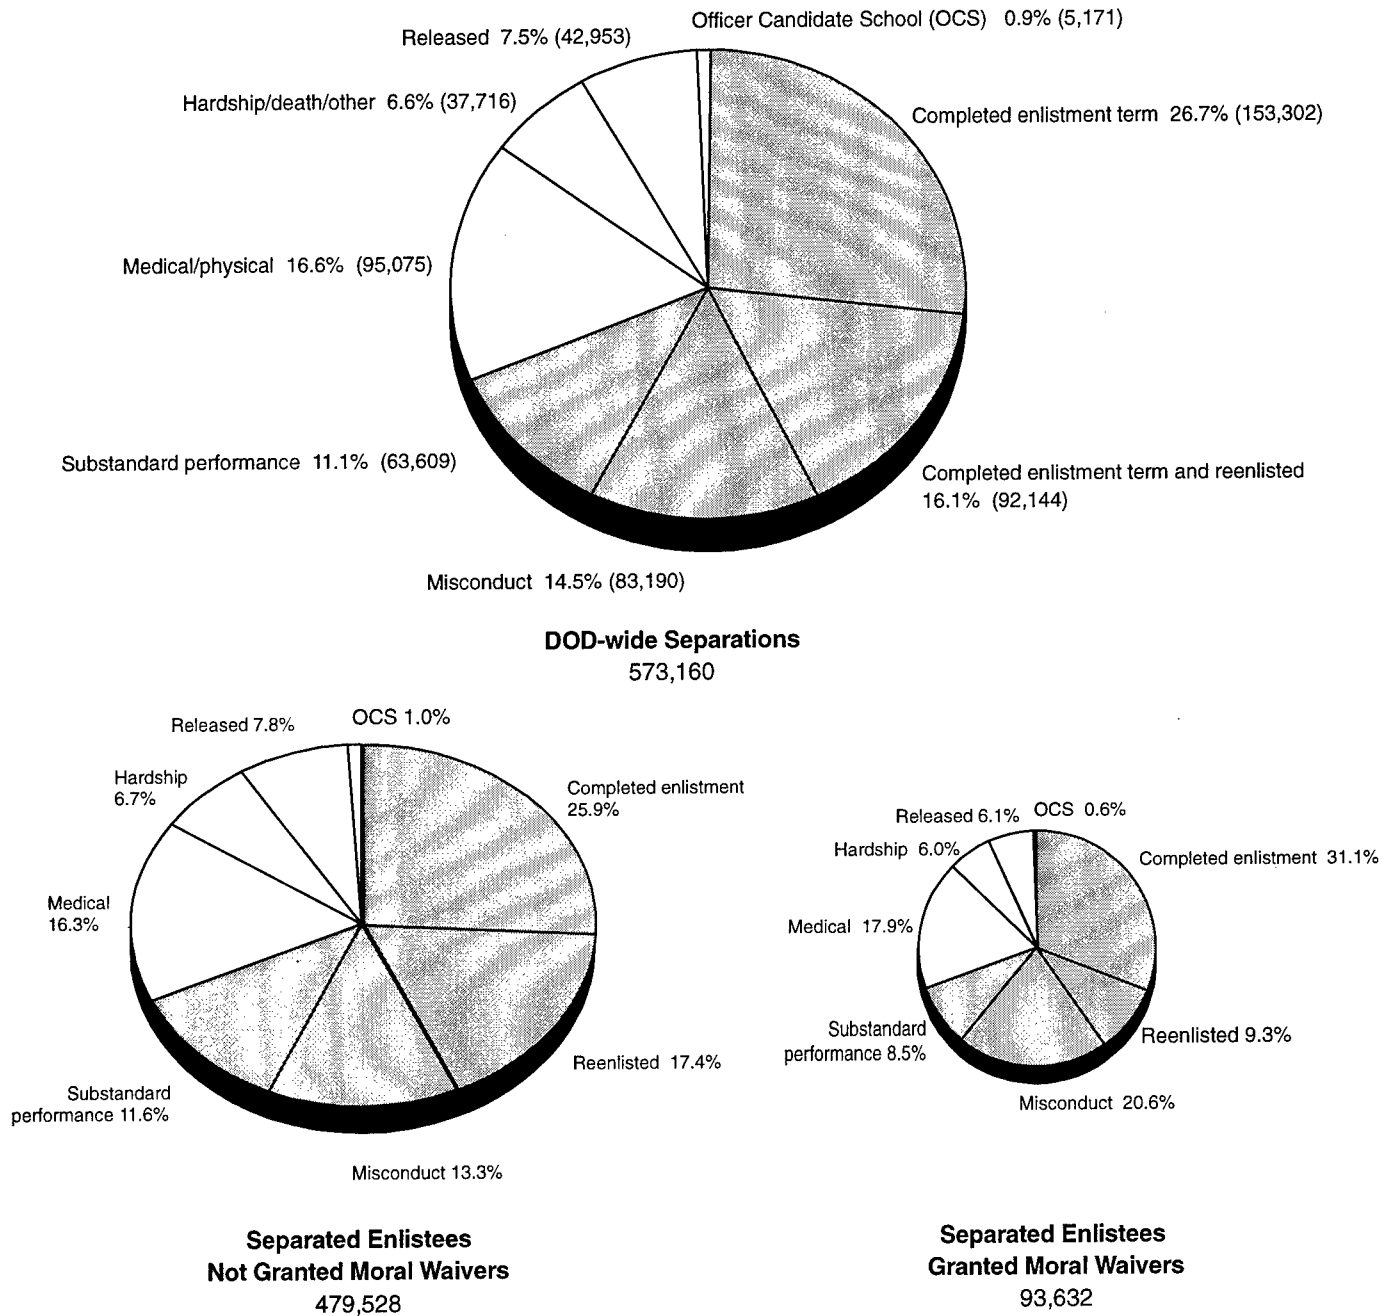 Officer Candidate School (OCS) 0.9% (5,171)
Released 7.5% (42,953)
Hardship/death/other 6.6% (37,716)
Completed enlistment term 26.7% (153,302)
Medical/physical 16.6% (95,075)
Substandard performance 11.1% (63,609)
Completed enlistment term and reenlisted
16.1% (92,144)
Misconduct 14.5% (83,190)
DOD-wide Separations
573,160
Released 7.8%
OCS 1.0%
Hardship
6.7%
Completed enlistment
25.9%
Medical
16.3%
Reenlisted 17.4%
Substandard
performance 11.6%
Misconduct 13.3%
Separated Enlistees
Not Granted Moral Waivers
479,528
Released 6.1%
OCS 0.6%
Hardship 6.0%
Completed enlistment 31.1%
Medical 17.9%
Substandard
performance 8.5%
Reenlisted 9.3%
Misconduct 20.6%
Separated Enlistees
Granted Moral Waivers
93,632